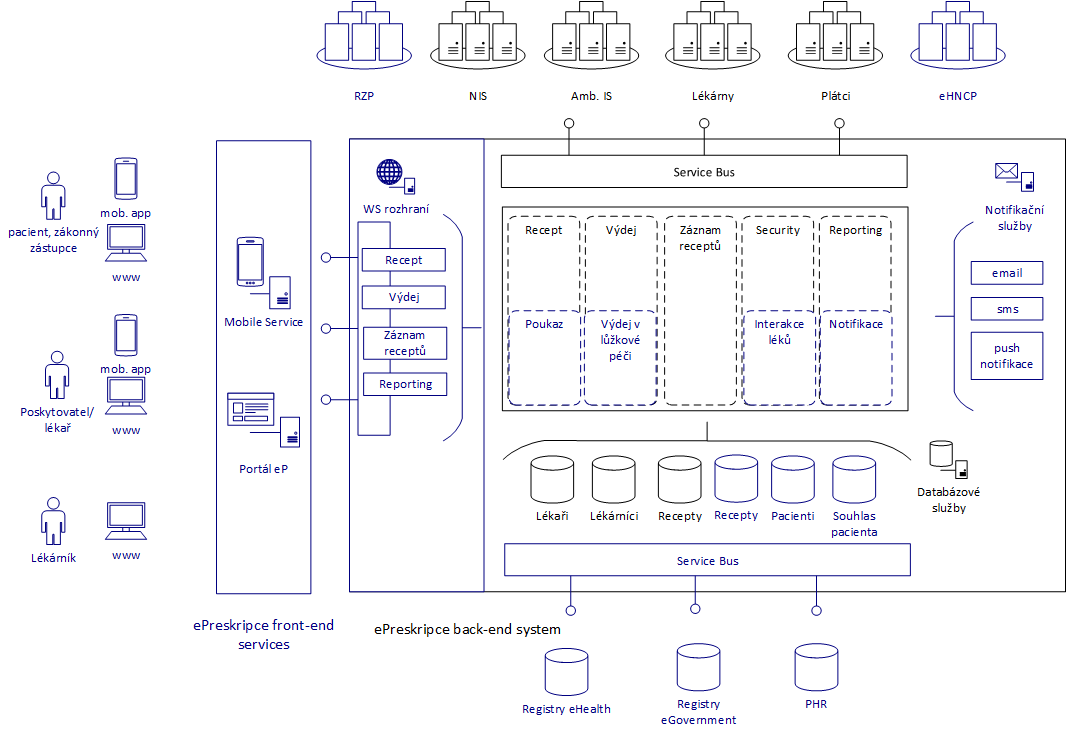 RZP
NIS
Amb. IS
Lékárny
Plátci
eHNCP
pacient, zákonný
zástupce
mob. app
www
mob. app
Poskytovatel/
lékař
www
Lékárník
www
Mobile Service
Portál eP
ePreskripce front-end
services
WS rozhraní
Recept
Výdej
Záznam
receptů
Reporting
ePreskripce back-end system
Service Bus
Recept
Výdej
Záznam
receptů
Security
Reporting
Poukaz
Výdej v
lůžkové
péči
Interakce
léků
Notifikace
Notifikační
služby
email
sms
push
notifikace
Lékaři
Lékárníci
Recepty
Recepty
Pacienti
Souhlas
pacienta
Databázové
služby
Service Bus
Registry eHealth
Registry
eGovernment
PHR